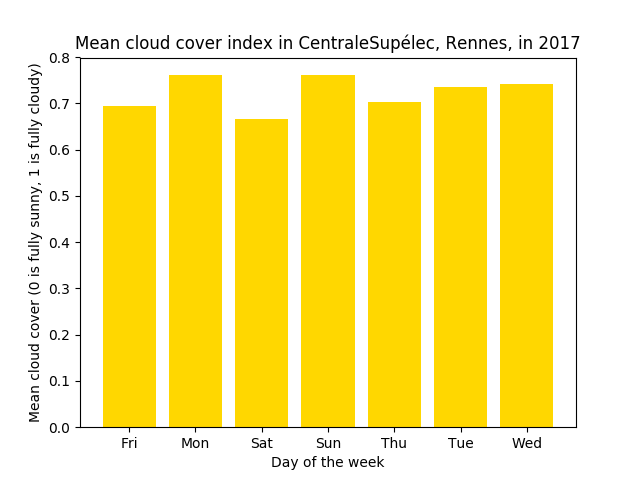 Mean cloud cover index in CentraleSupélec, Rennes, in 2017
Mean cloud cover (0 is fully sunny, 1 is fully cloudy)
0.8
0.7
0.6
0.5
0.4
0.3
0.2
0.1
0.0
Fri Mon Sat Sun Thu Tue Wed
Day of the week